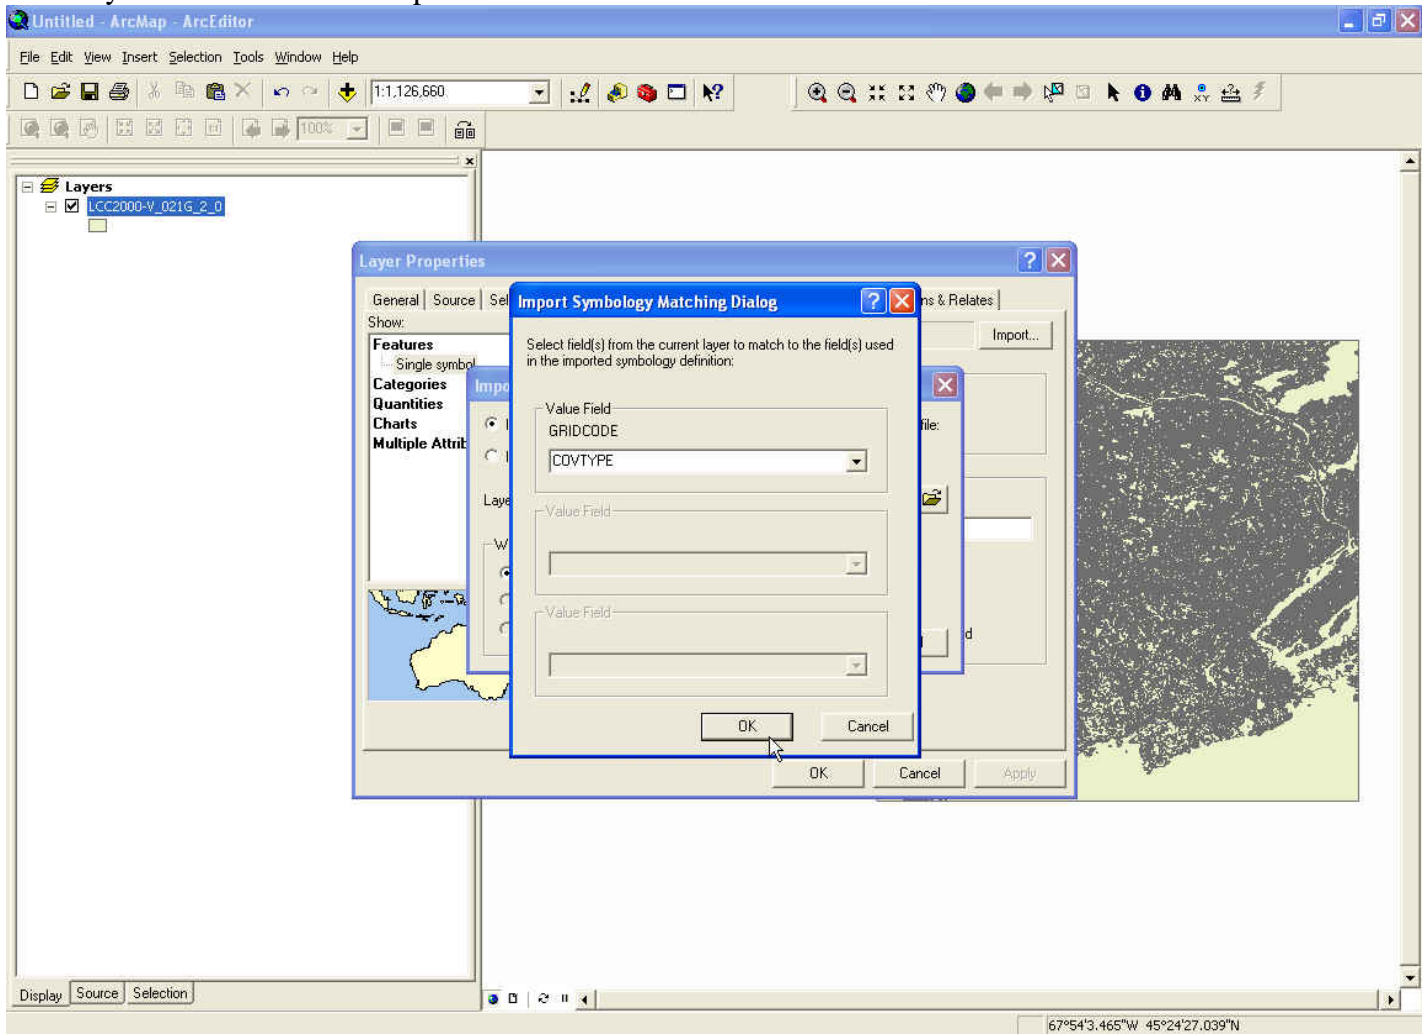 Untitled - ArcMap - ArcEditor
File Edit View Insert Selection Tools Window Help
1:1,126,660
100%
Layers
LCC2000-V_021G_2_0
Layer Properties
General Source Sel ns & Relates
Show:
Features
Single symbol
Categories
Quantities
Charts
Multiple Attrib
Import...
Impo
file:
Laye
W
d
Import Symbology Matching Dialog
Select field(s) from the current layer to match to the field(s) used
in the imported symbology definition:
Value Field
GRIDCODE
COVTYPE
Value Field
Value Field
OK Cancel
OK Cancel Apply
Display Source Selection
67°54'3.465"W 45°24'27.039"N